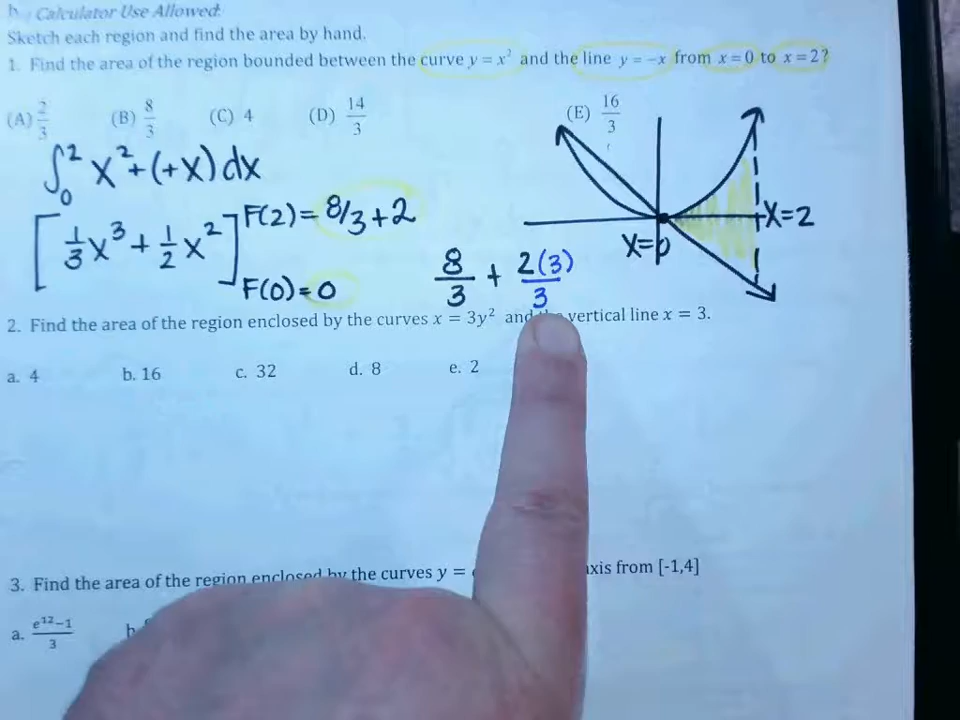 Calculator Use Allowed:
Sketch each region and find the area by hand.
1. Find the area of the region bounded between the curve y = x² and the line y = −x from x = 0 to x = 2?
(A) 2/3 (B) 8/3 (C) 4 (D) 14/3 (E) 16/3
∫₀² x² + (+x) dx
[1/3 x³ + 1/2 x²] F(2) = 8/3 + 2
F(0) = 0
8/3 + 2(3)/3
x=0
x=2
2. Find the area of the region enclosed by the curves x = 3y² and the vertical line x = 3.
a. 4 b. 16 c. 32 d. 8 e. 2
3. Find the area of the region enclosed by the curves y = axis from [-1,4]
a. e¹²−1/3 b.